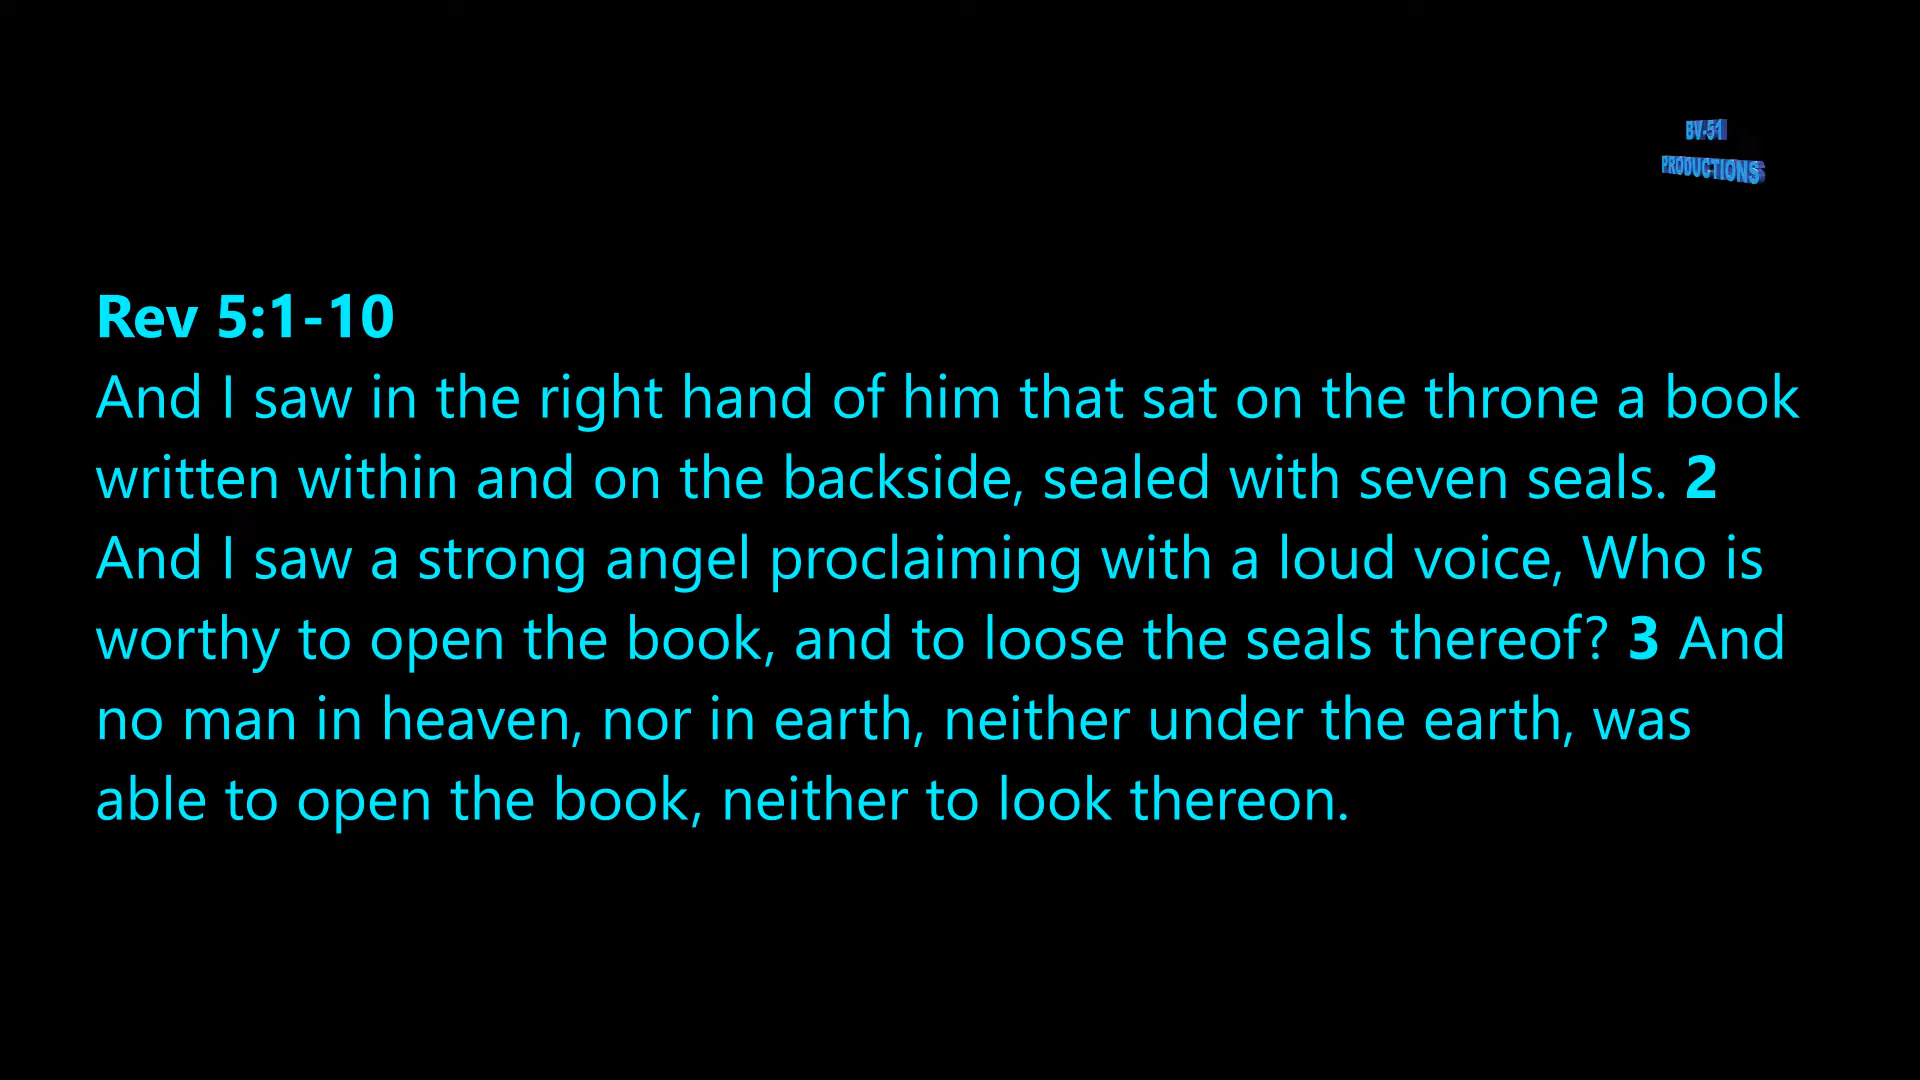 BV-51
PRODUCTIONS
Rev 5:1-10
And I saw in the right hand of him that sat on the throne a book
written within and on the backside, sealed with seven seals. 2
And I saw a strong angel proclaiming with a loud voice, Who is
worthy to open the book, and to loose the seals thereof? 3 And
no man in heaven, nor in earth, neither under the earth, was
able to open the book, neither to look thereon.